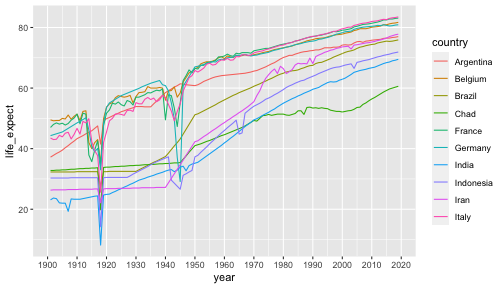 80
60
40
20
life_expect
1900 1910 1920 1930 1940 1950 1960 1970 1980 1990 2000 2010 2020
year
country
Argentina
Belgium
Brazil
Chad
France
Germany
India
Indonesia
Iran
Italy